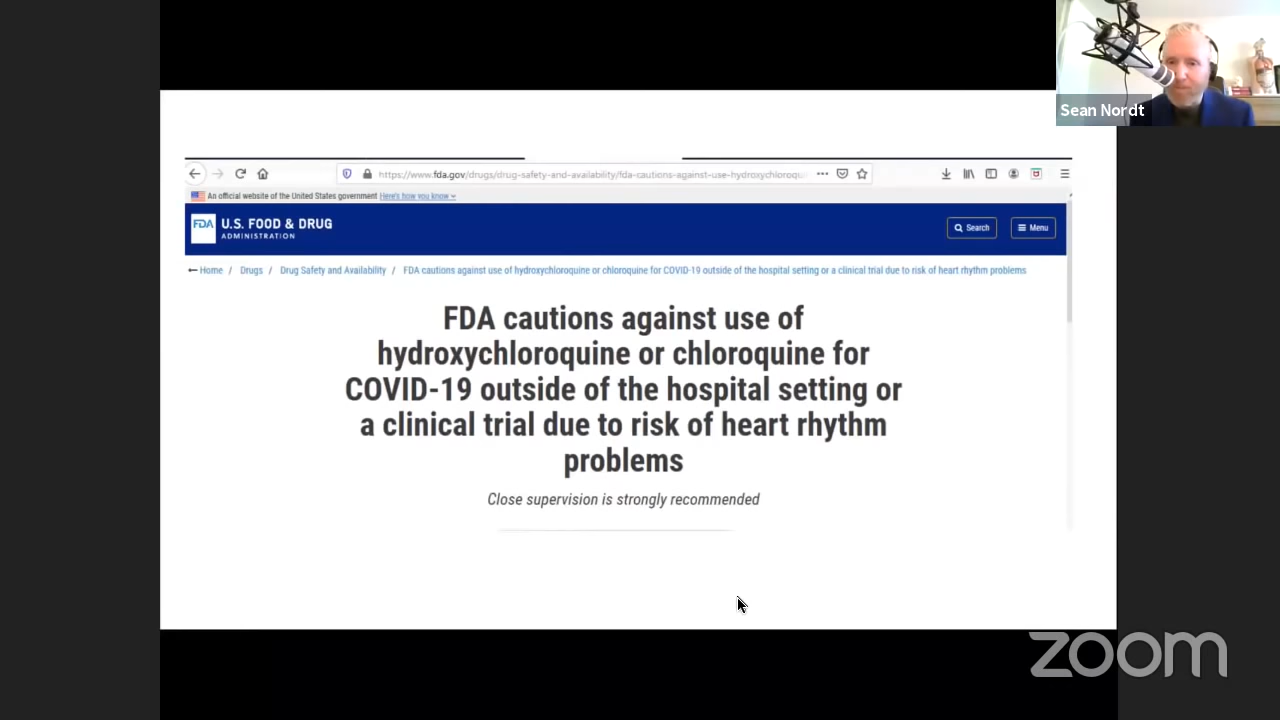 Sean Nordt
https://www.fda.gov/drugs/drug-safety-and-availability/fda-cautions-against-use-hydroxychloroqu
An official website of the United States government Here's how you know
FDA U.S. FOOD & DRUG
ADMINISTRATION
Search
Menu
Home / Drugs / Drug Safety and Availability / FDA cautions against use of hydroxychloroquine or chloroquine for COVID-19 outside of the hospital setting or a clinical trial due to risk of heart rhythm problems
FDA cautions against use of
hydroxychloroquine or chloroquine for
COVID-19 outside of the hospital setting or
a clinical trial due to risk of heart rhythm
problems
Close supervision is strongly recommended
zoom